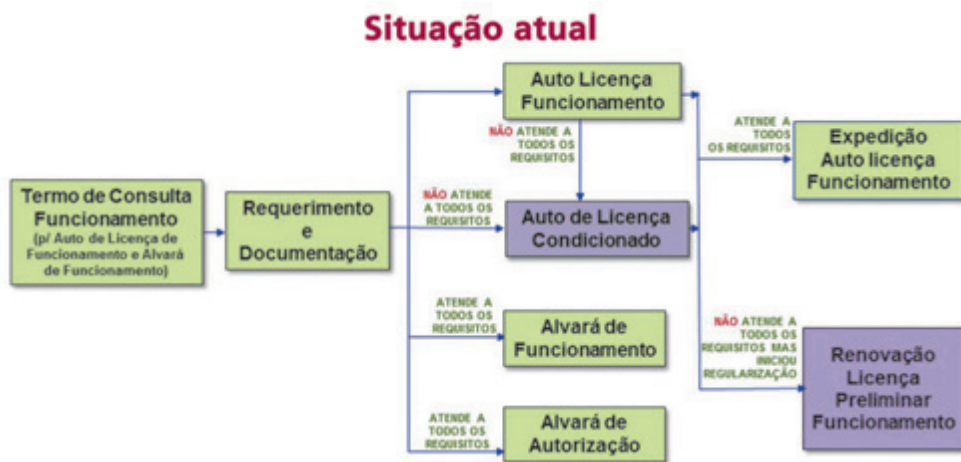 Situação atual
Auto Licença
Funcionamento
NÃO ATENDE A
TODOS OS
REQUISITOS
ATENDE A
TODOS
OS REQUISITOS
Expedição
Auto licença
Funcionamento
Termo de Consulta
Funcionamento
(p/ Auto de Licença de
Funcionamento e Alvará
de Funcionamento)
Requerimento
e
Documentação
NÃO ATENDE
A TODOS OS
REQUISITOS
Auto de Licença
Condicionado
ATENDE A
TODOS OS
REQUISITOS
Alvará de
Funcionamento
NÃO ATENDE A
TODOS OS
REQUISITOS MAS
INICIOU
REGULARIZAÇÃO
Renovação
Licença
Preliminar
Funcionamento
ATENDE A
TODOS OS
REQUISITOS
Alvará de
Autorização